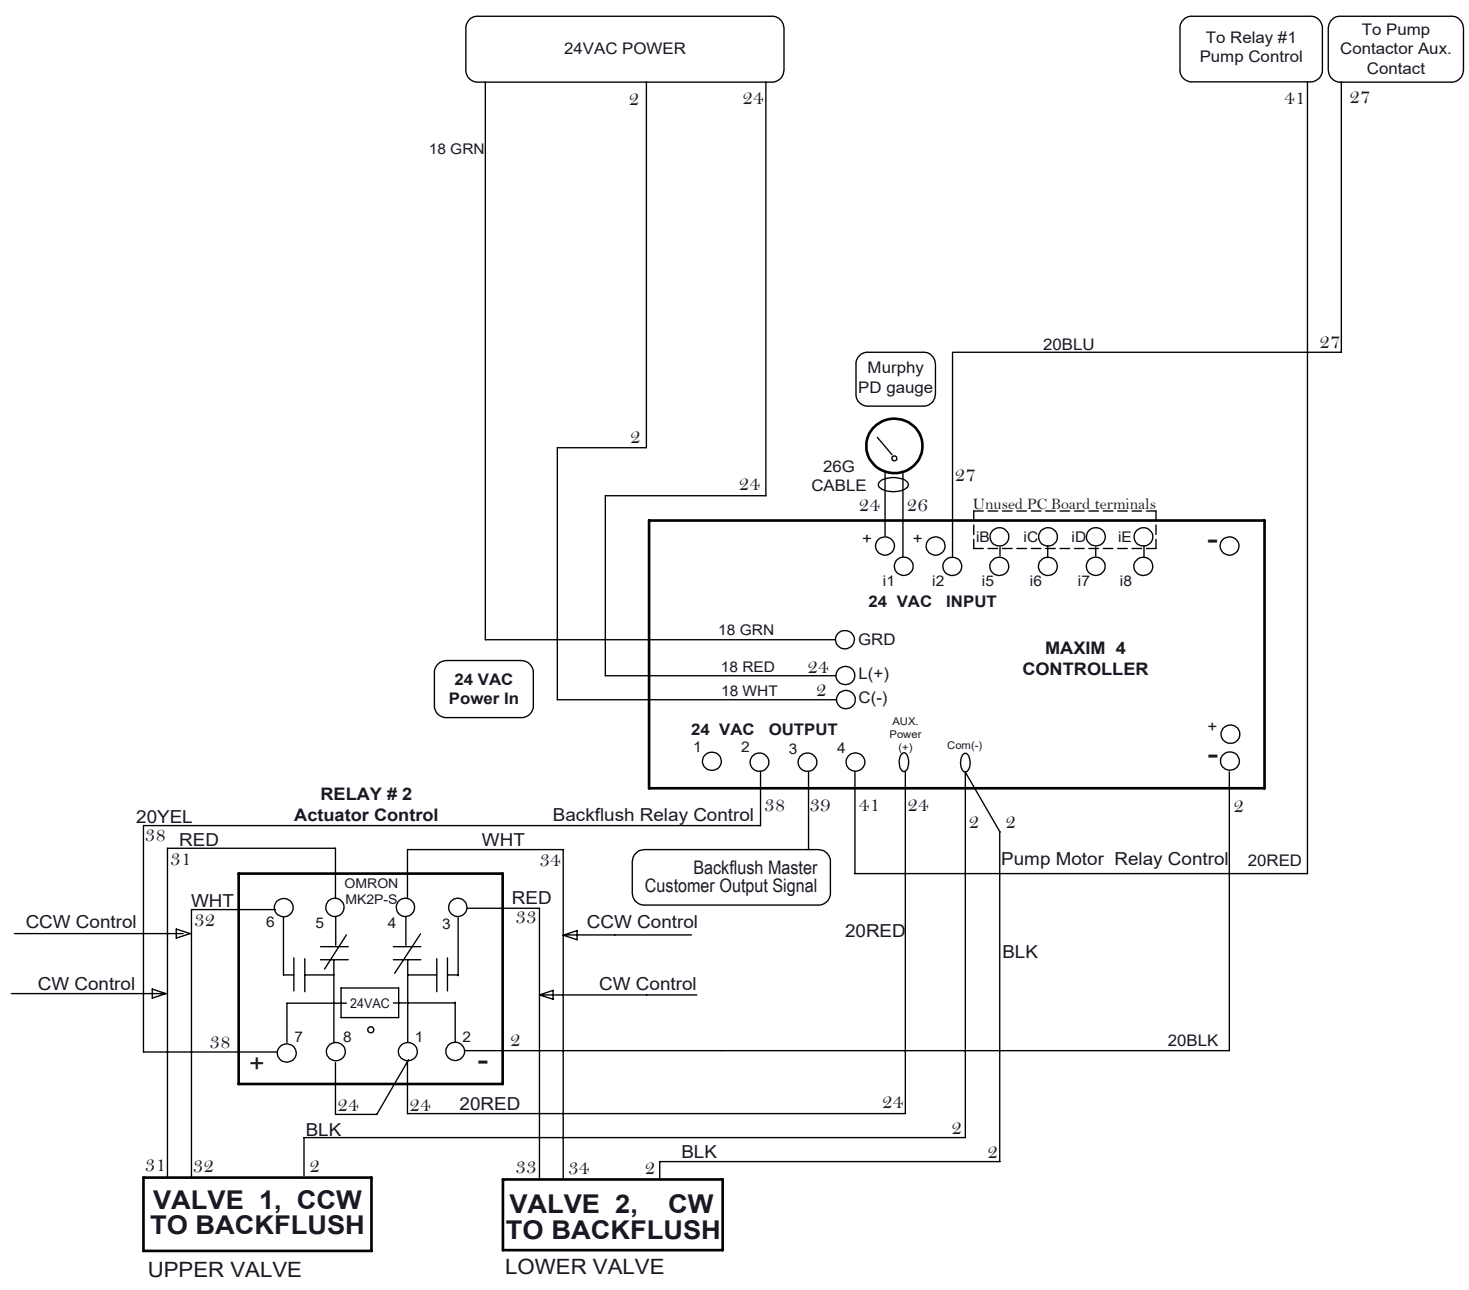 24VAC POWER
To Relay #1
Pump Control
To Pump
Contactor Aux.
Contact
2
24
41
27
18 GRN
27
20BLU
Murphy
PD gauge
2
26G
CABLE
24
27
24
26
Unused PC Board terminals
+
+
iB
iC
iD
iE
-
i1
i2
i5
i6
i7
i8
24 VAC INPUT
18 GRN
GRD
MAXIM 4
CONTROLLER
24 VAC
Power In
18 RED
24
L(+)
18 WHT
2
C(-)
24 VAC OUTPUT
AUX.
Power
(+)
Com(-)
+
-
1
2
3
4
RELAY # 2
Actuator Control
Backflush Relay Control
38
39
41
24
2
2
2
20YEL
38
RED
31
WHT
34
Pump Motor Relay Control
20RED
Backflush Master
Customer Output Signal
OMRON
MK2P-S
WHT
32
RED
33
6
5
4
3
CCW Control
CCW Control
20RED
BLK
CW Control
CW Control
24VAC
38
7
8
1
2
2
20BLK
+
-
24
24
20RED
24
BLK
2
BLK
2
31
32
2
33
34
2
VALVE 1, CCW
TO BACKFLUSH
VALVE 2, CW
TO BACKFLUSH
UPPER VALVE
LOWER VALVE